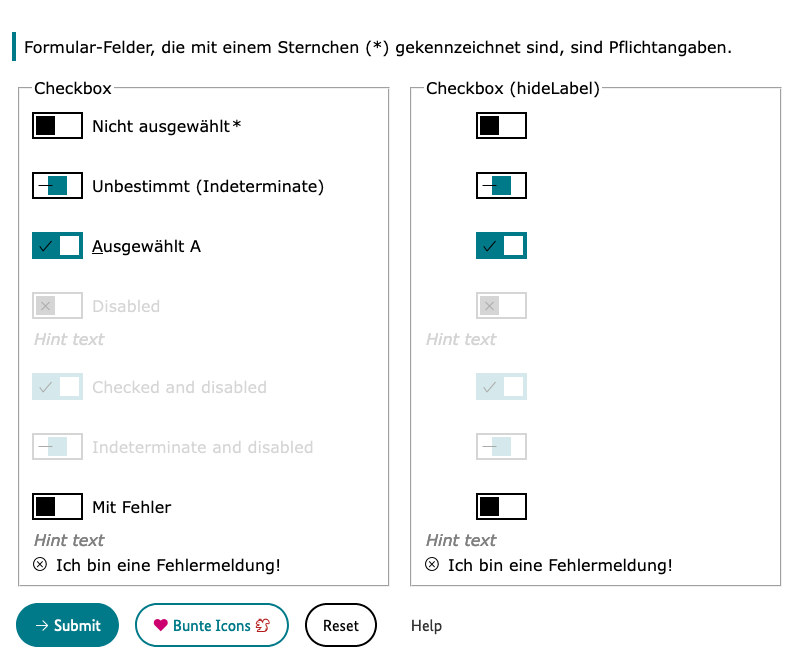 Formular-Felder, die mit einem Sternchen (*) gekennzeichnet sind, sind Pflichtangaben.
Checkbox
Nicht ausgewählt*
Unbestimmt (Indeterminate)
Ausgewählt A
Disabled
Hint text
Checked and disabled
Indeterminate and disabled
Mit Fehler
Hint text
Ich bin eine Fehlermeldung!
Checkbox (hideLabel)
Hint text
Hint text
Ich bin eine Fehlermeldung!
Submit
Bunte Icons
Reset
Help